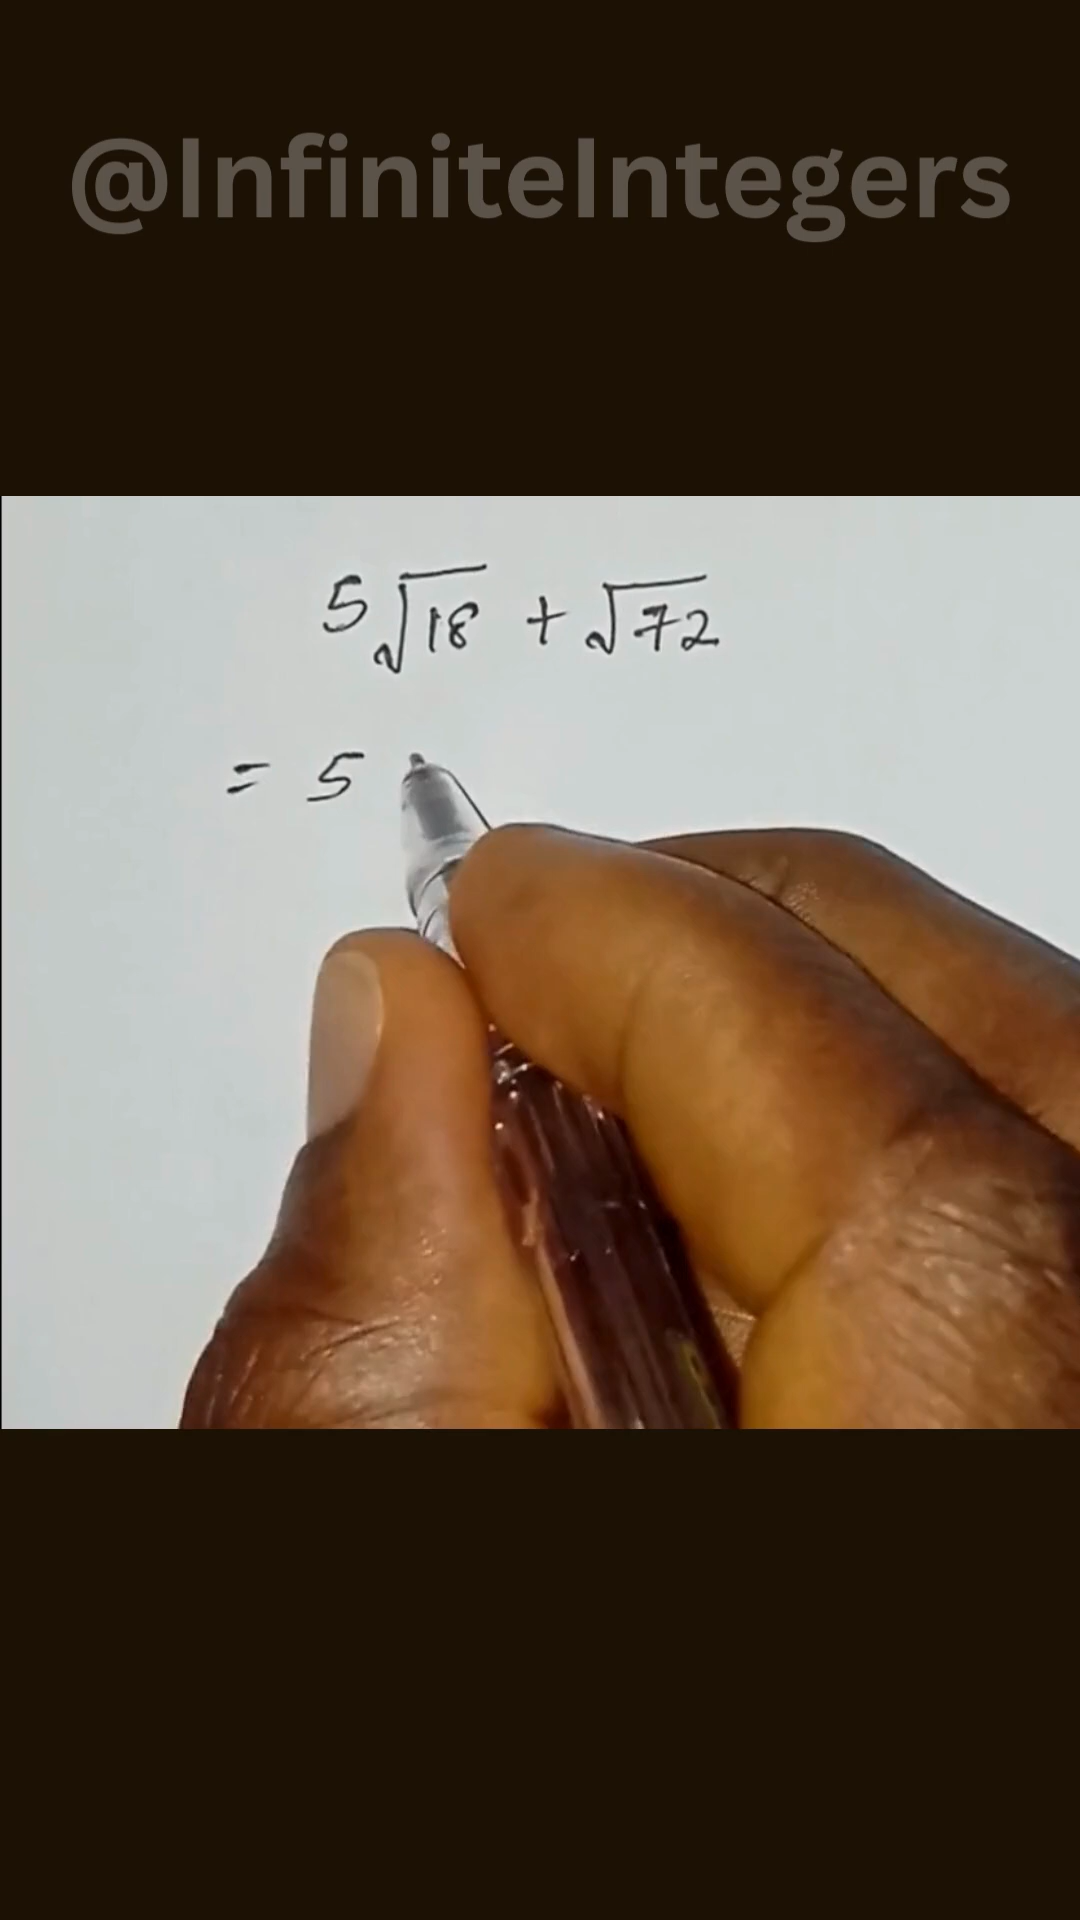 @InfiniteIntegers
5√18 + √72
= 5